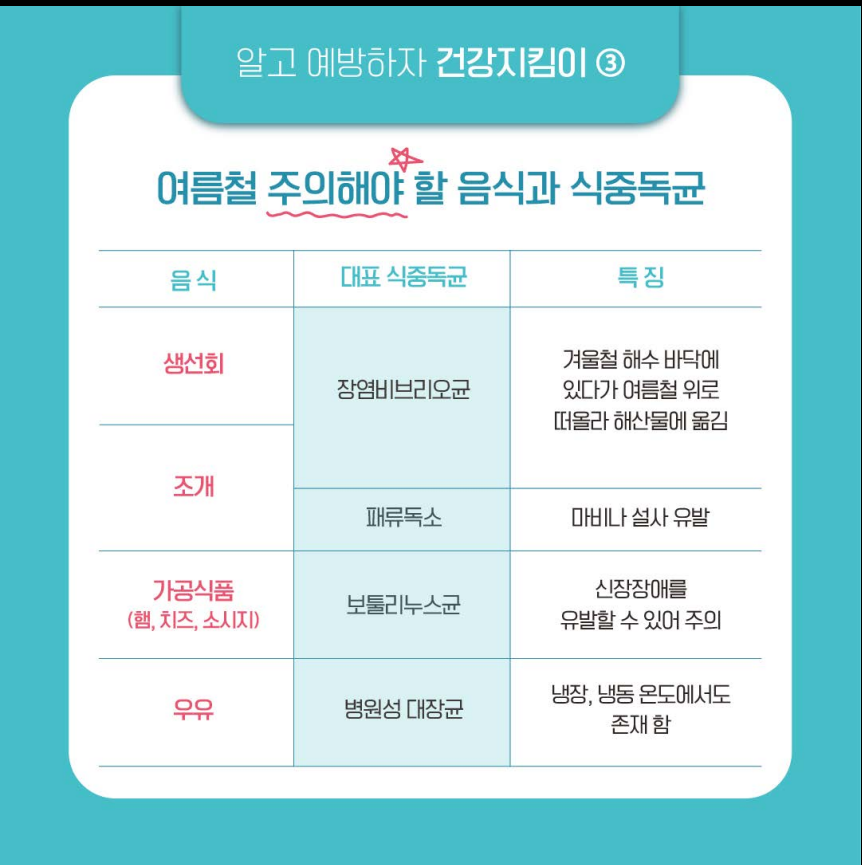 알고 예방하자 건강지킴이 ③
여름철 주의해야 할 음식과 식중독균
음식
대표 식중독균
특징
생선회
장염비브리오균
겨울철 해수 바닥에
있다가 여름철 위로
떠올라 해산물에 옮김
조개
패류독소
마비나 설사 유발
가공식품
(햄, 치즈, 소시지)
보툴리누스균
신장장애를
유발할 수 있어 주의
우유
병원성 대장균
냉장, 냉동 온도에서도
존재 함